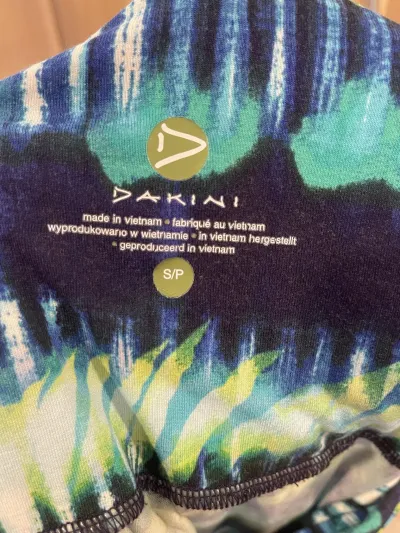 DAKINI
made in vietnam • fabriqué au vietnam
wyprodukowano w wietnamie • in vietnam hergestellt
• geproduceerd in vietnam
S/P